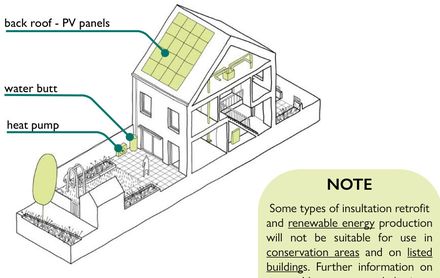 back roof - PV panels
water butt
heat pump
NOTE
Some types of insultation retrofit
and renewable energy production
will not be suitable for use in
conservation areas and on listed
buildings. Further information on